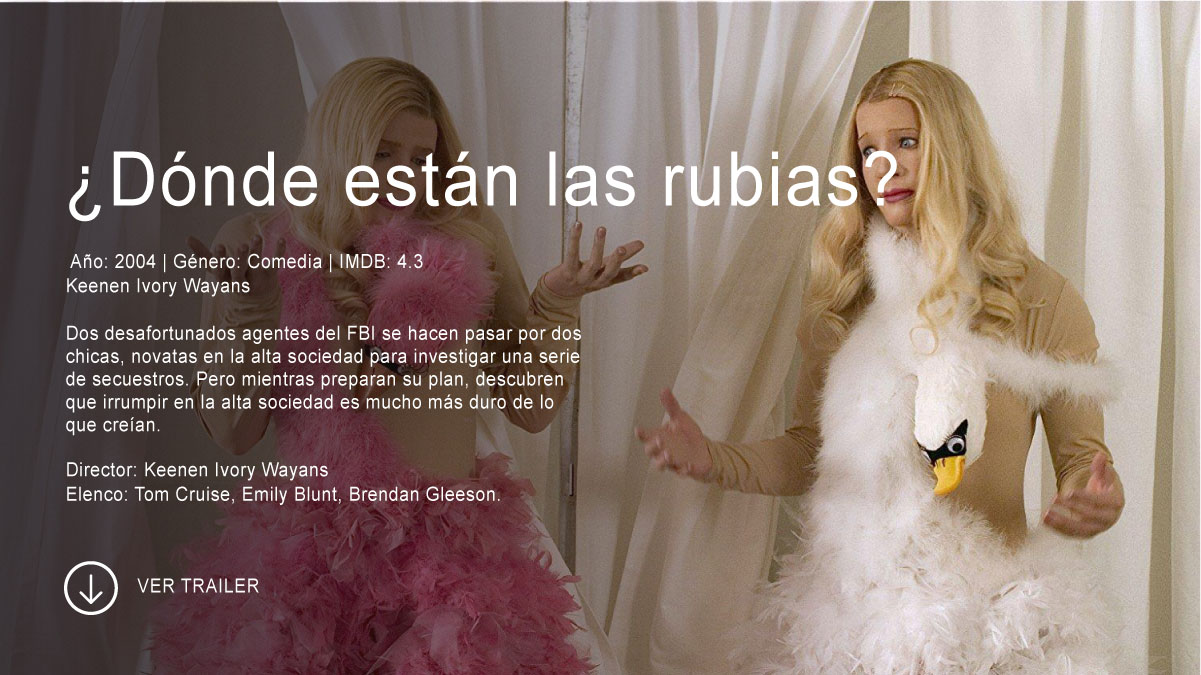 ¿Dónde están las rubias?
Año: 2004 | Género: Comedia | IMDB: 4.3
Keenen Ivory Wayans
Dos desafortunados agentes del FBI se hacen pasar por dos
chicas, novatas en la alta sociedad para investigar una serie
de secuestros. Pero mientras preparan su plan, descubren
que irrumpir en la alta sociedad es mucho más duro de lo
que creían.
Director: Keenen Ivory Wayans
Elenco: Tom Cruise, Emily Blunt, Brendan Gleeson.
VER TRAILER